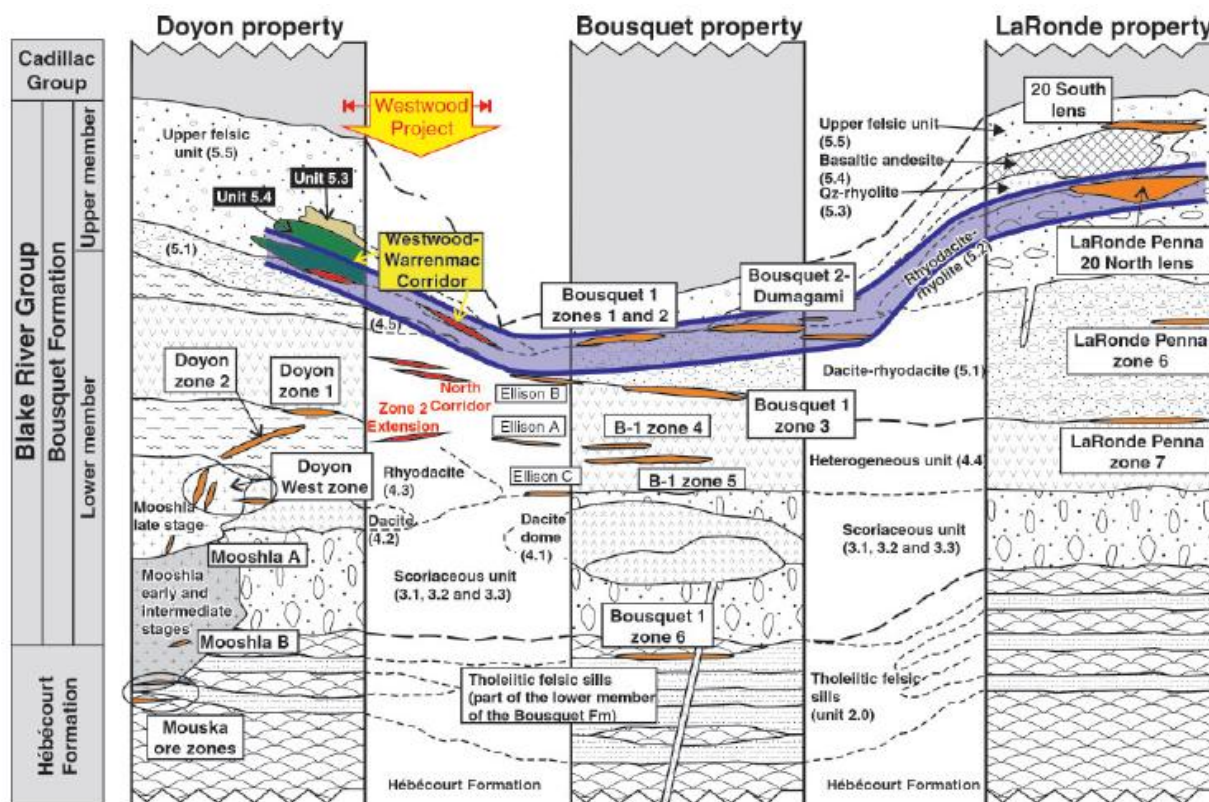 Doyon property
Bousquet property
LaRonde property
Cadillac
Group
Blake River Group
Bousquet Formation
Upper member
Lower member
Hébécourt
Formation
Westwood
Project
Upper felsic
unit (5.5)
Unit 5.4
Unit 5.3
(5.1)
Westwood-
Warrenmac
Corridor
(4.5)
Doyon
zone 2
Doyon
zone 1
North
Corridor
Zone 2
Extension
Doyon
West zone
Rhyodacite
(4.3)
Mooshla
late stage
Dacite
(4.2)
Mooshla A
Mooshla
early and
intermediate
stages
Scoriaceous unit
(3.1, 3.2 and 3.3)
Mooshla B
Mouska
ore zones
Bousquet 1
zones 1 and 2
Bousquet 2-
Dumagami
Ellison B
Ellison A
Ellison C
Bousquet 1
zone 3
B-1 zone 4
B-1 zone 5
Dacite
dome
(4.1)
Bousquet 1
zone 6
Tholeiitic felsic sills
(part of the lower member
of the Bousquet Fm)
Hébécourt Formation
Upper felsic unit
(5.5)
Basaltic andesite
(5.4)
Qz-rhyolite
(5.3)
Rhyodacite-
rhyolite (5.2)
Dacite-rhyodacite (5.1)
Heterogeneous unit (4.4)
Scoriaceous unit
(3.1, 3.2 and 3.3)
Tholeiitic felsic
sills
(unit 2.0)
Hébécourt Formation
20 South
lens
LaRonde Penna
20 North lens
LaRonde Penna
zone 6
LaRonde Penna
zone 7